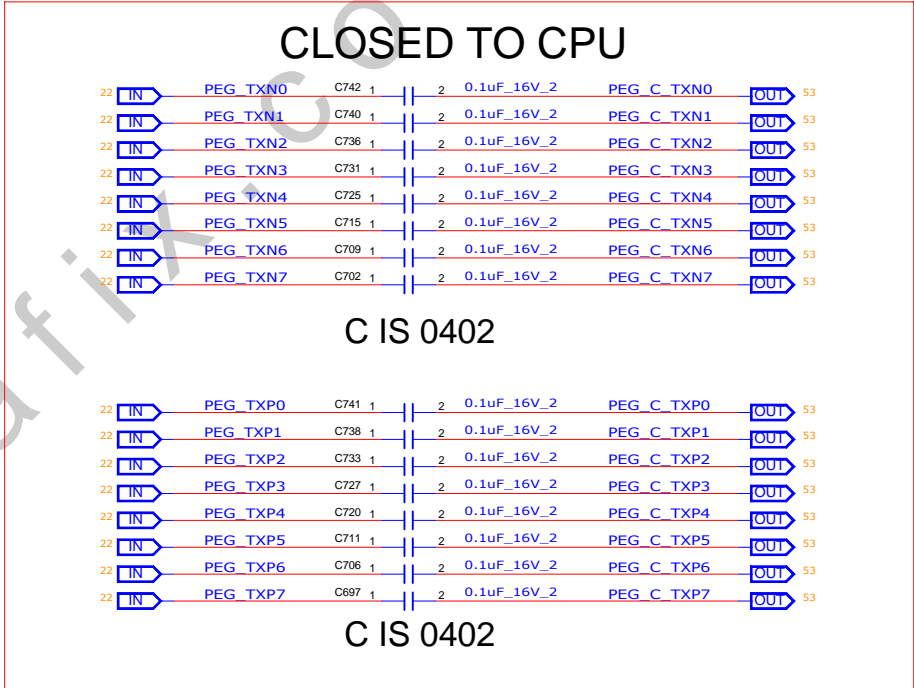 CLOSED TO CPU
22 IN PEG_TXN0 C742 1 2 0.1uF_16V_2 PEG_C_TXN0 OUT 53
22 IN PEG_TXN1 C740 1 2 0.1uF_16V_2 PEG_C_TXN1 OUT 53
22 IN PEG_TXN2 C736 1 2 0.1uF_16V_2 PEG_C_TXN2 OUT 53
22 IN PEG_TXN3 C731 1 2 0.1uF_16V_2 PEG_C_TXN3 OUT 53
22 IN PEG_TXN4 C725 1 2 0.1uF_16V_2 PEG_C_TXN4 OUT 53
22 IN PEG_TXN5 C715 1 2 0.1uF_16V_2 PEG_C_TXN5 OUT 53
22 IN PEG_TXN6 C709 1 2 0.1uF_16V_2 PEG_C_TXN6 OUT 53
22 IN PEG_TXN7 C702 1 2 0.1uF_16V_2 PEG_C_TXN7 OUT 53
C IS 0402
22 IN PEG_TXP0 C741 1 2 0.1uF_16V_2 PEG_C_TXP0 OUT 53
22 IN PEG_TXP1 C738 1 2 0.1uF_16V_2 PEG_C_TXP1 OUT 53
22 IN PEG_TXP2 C733 1 2 0.1uF_16V_2 PEG_C_TXP2 OUT 53
22 IN PEG_TXP3 C727 1 2 0.1uF_16V_2 PEG_C_TXP3 OUT 53
22 IN PEG_TXP4 C720 1 2 0.1uF_16V_2 PEG_C_TXP4 OUT 53
22 IN PEG_TXP5 C711 1 2 0.1uF_16V_2 PEG_C_TXP5 OUT 53
22 IN PEG_TXP6 C706 1 2 0.1uF_16V_2 PEG_C_TXP6 OUT 53
22 IN PEG_TXP7 C697 1 2 0.1uF_16V_2 PEG_C_TXP7 OUT 53
C IS 0402